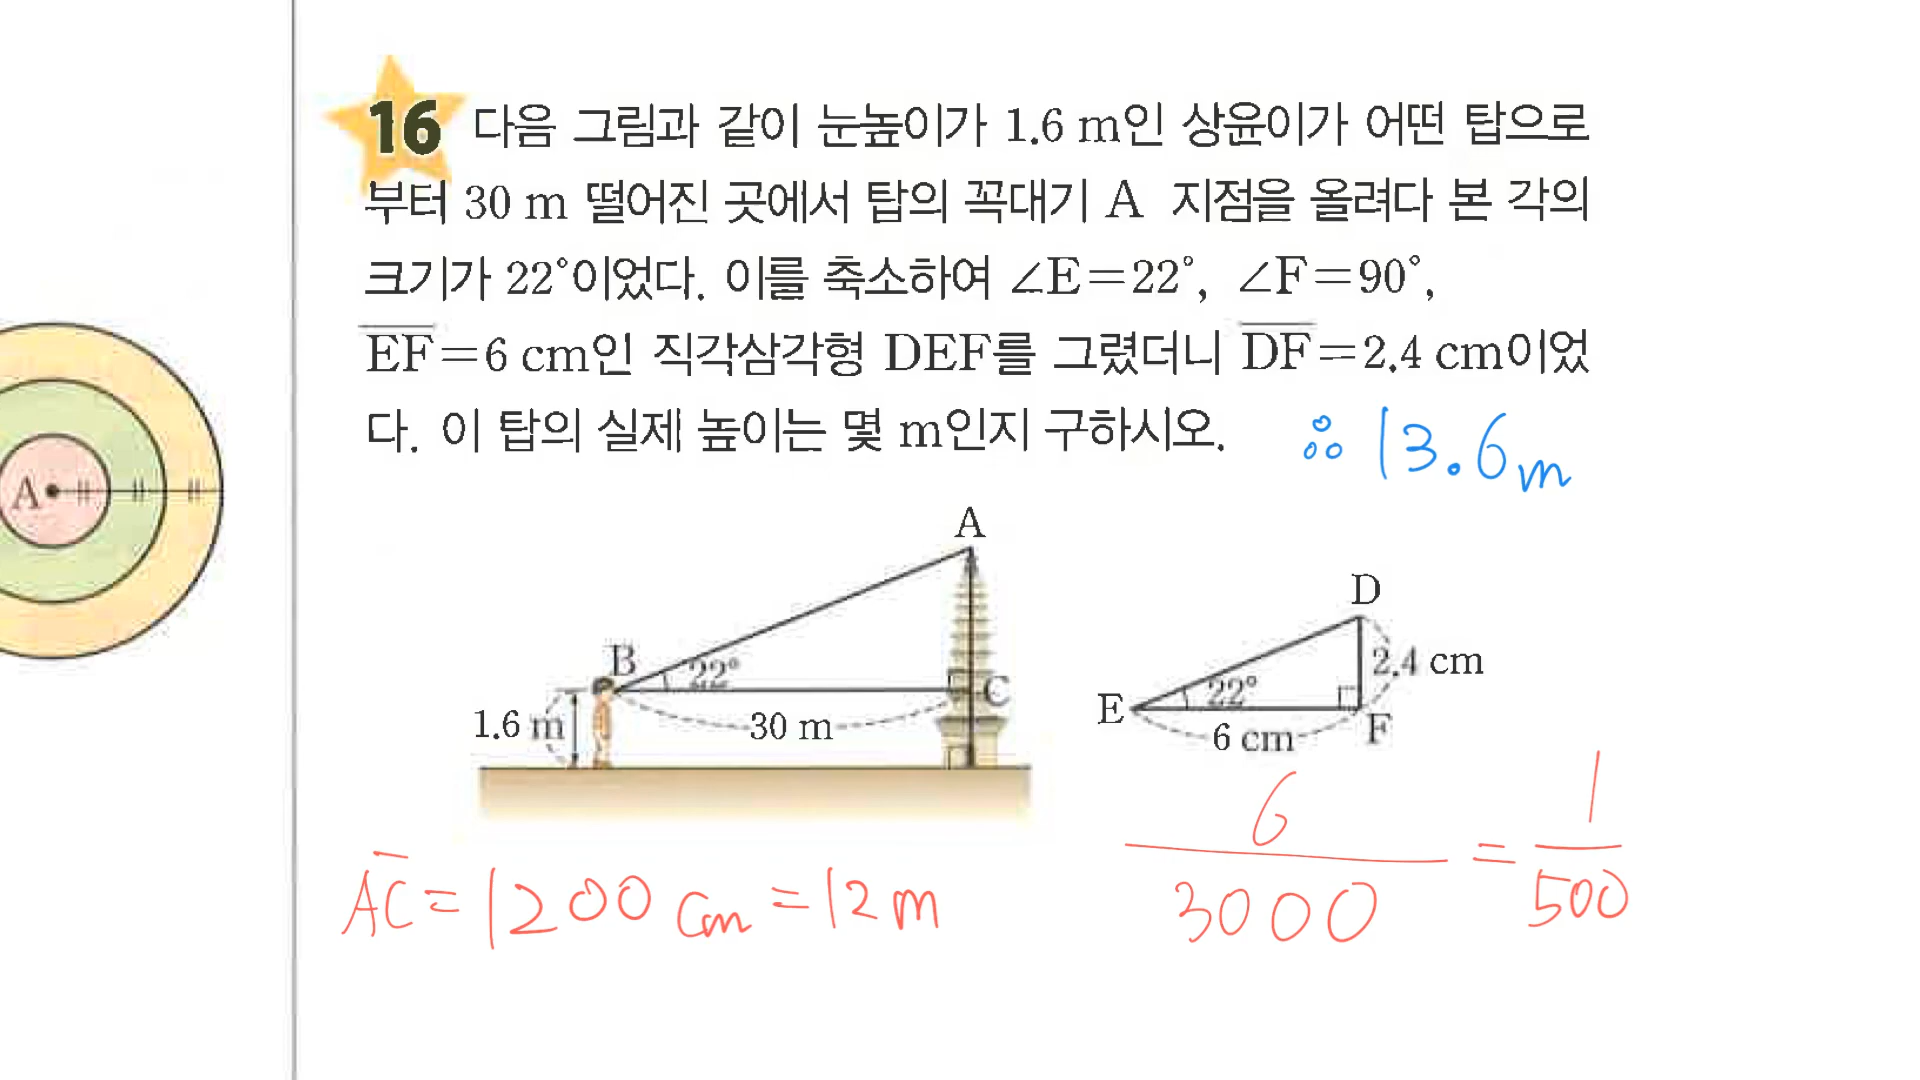 16 다음 그림과 같이 눈높이가 1.6 m인 상윤이가 어떤 탑으로
부터 30 m 떨어진 곳에서 탑의 꼭대기 A 지점을 올려다 본 각의
크기가 22°이었다. 이를 축소하여 ∠E=22°, ∠F=90°,
E̅F̅=6 cm인 직각삼각형 DEF를 그렸더니 D̅F̅=2.4 cm이었
다. 이 탑의 실제 높이는 몇 m인지 구하시오.
∴ 13.6m
A
A
B
22°
C
1.6 m
30 m
D
2.4 cm
E
22°
6 cm
F
6/3000 = 1/500
A̅C̅=1200 cm=12m